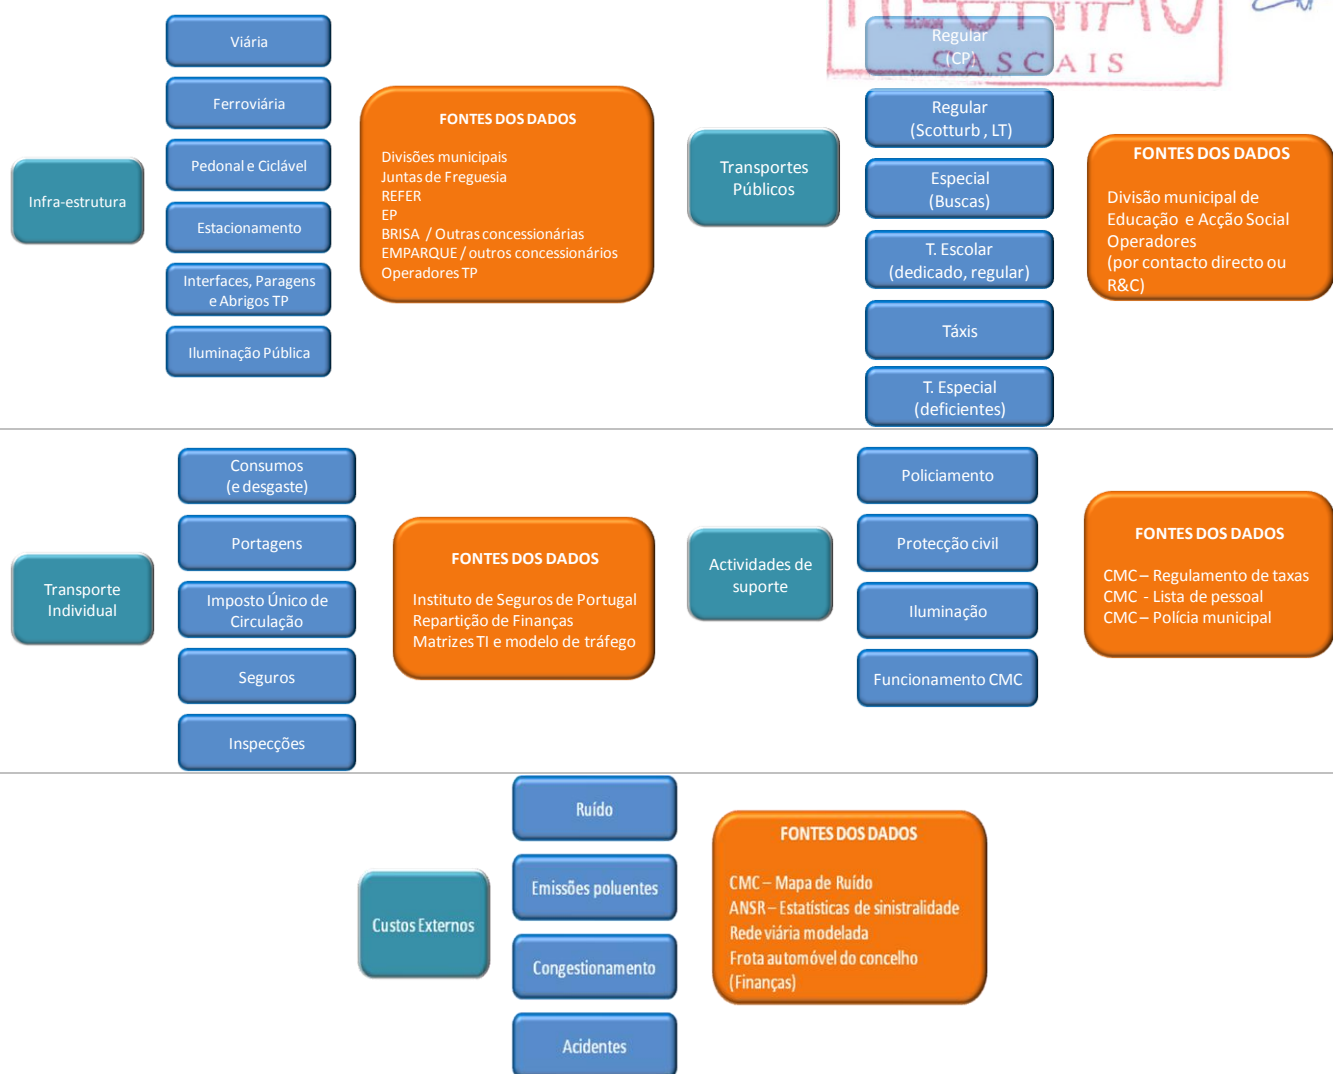 Infra-estrutura
Viária
Ferroviária
Pedonal e Ciclável
Estacionamento
Interfaces, Paragens
e Abrigos TP
Iluminação Pública
FONTES DOS DADOS
Divisões municipais
Juntas de Freguesia
REFER
EP
BRISA / Outras concessionárias
EMPARQUE / outros concessionários
Operadores TP
CASCAIS
Transportes
Públicos
Regular
(CP)
Regular
(Scotturb , LT)
Especial
(Buscas)
T. Escolar
(dedicado, regular)
Táxis
T. Especial
(deficientes)
FONTES DOS DADOS
Divisão municipal de
Educação e Acção Social
Operadores
(por contacto directo ou
R&C)
Transporte
Individual
Consumos
(e desgaste)
Portagens
Imposto Único de
Circulação
Seguros
Inspecções
FONTES DOS DADOS
Instituto de Seguros de Portugal
Repartição de Finanças
Matrizes TI e modelo de tráfego
Actividades de
suporte
Policiamento
Protecção civil
Iluminação
Funcionamento CMC
FONTES DOS DADOS
CMC – Regulamento de taxas
CMC - Lista de pessoal
CMC – Polícia municipal
Custos Externos
Ruído
Emissões poluentes
Congestionamento
Acidentes
FONTES DOS DADOS
CMC – Mapa de Ruído
ANSR – Estatísticas de sinistralidade
Rede viária modelada
Frota automóvel do concelho
(Finanças)